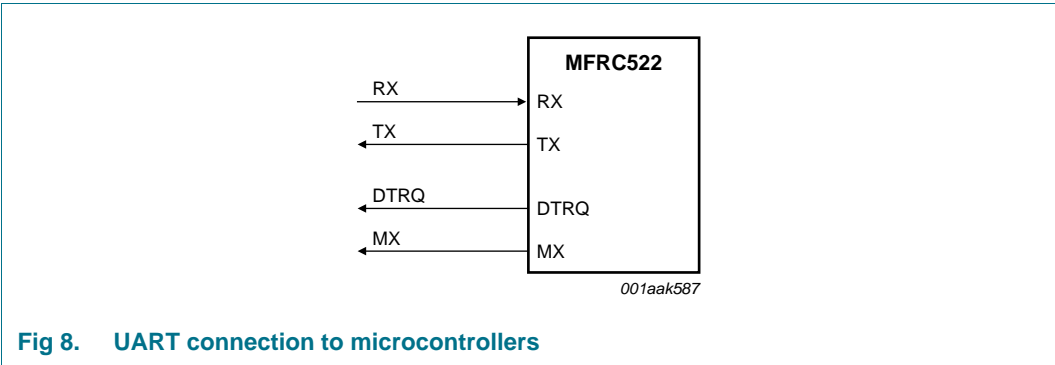 MFRC522
RX RX
TX TX
DTRQ DTRQ
MX MX
001aak587
Fig 8. UART connection to microcontrollers